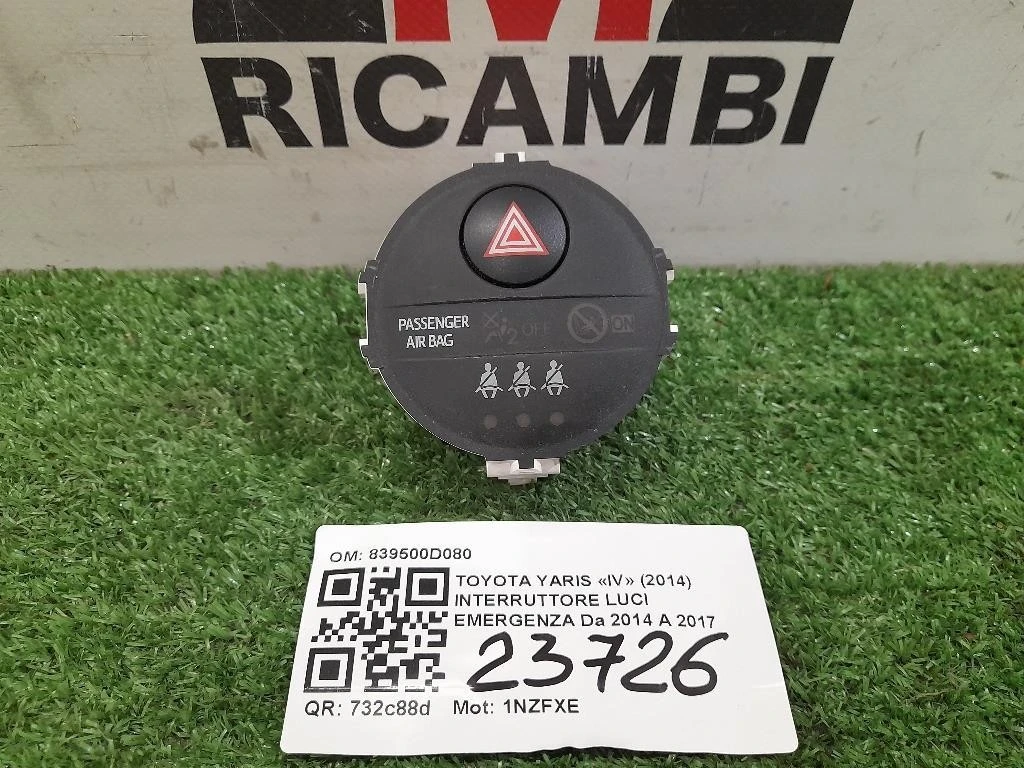 RICAMBI
PASSENGER
AIR BAG
2 OFF
ON
OM: 839500D080
TOYOTA YARIS «IV» (2014)
INTERRUTTORE LUCI
EMERGENZA Da 2014 A 2017
23726
QR: 732c88d Mot: 1NZFXE